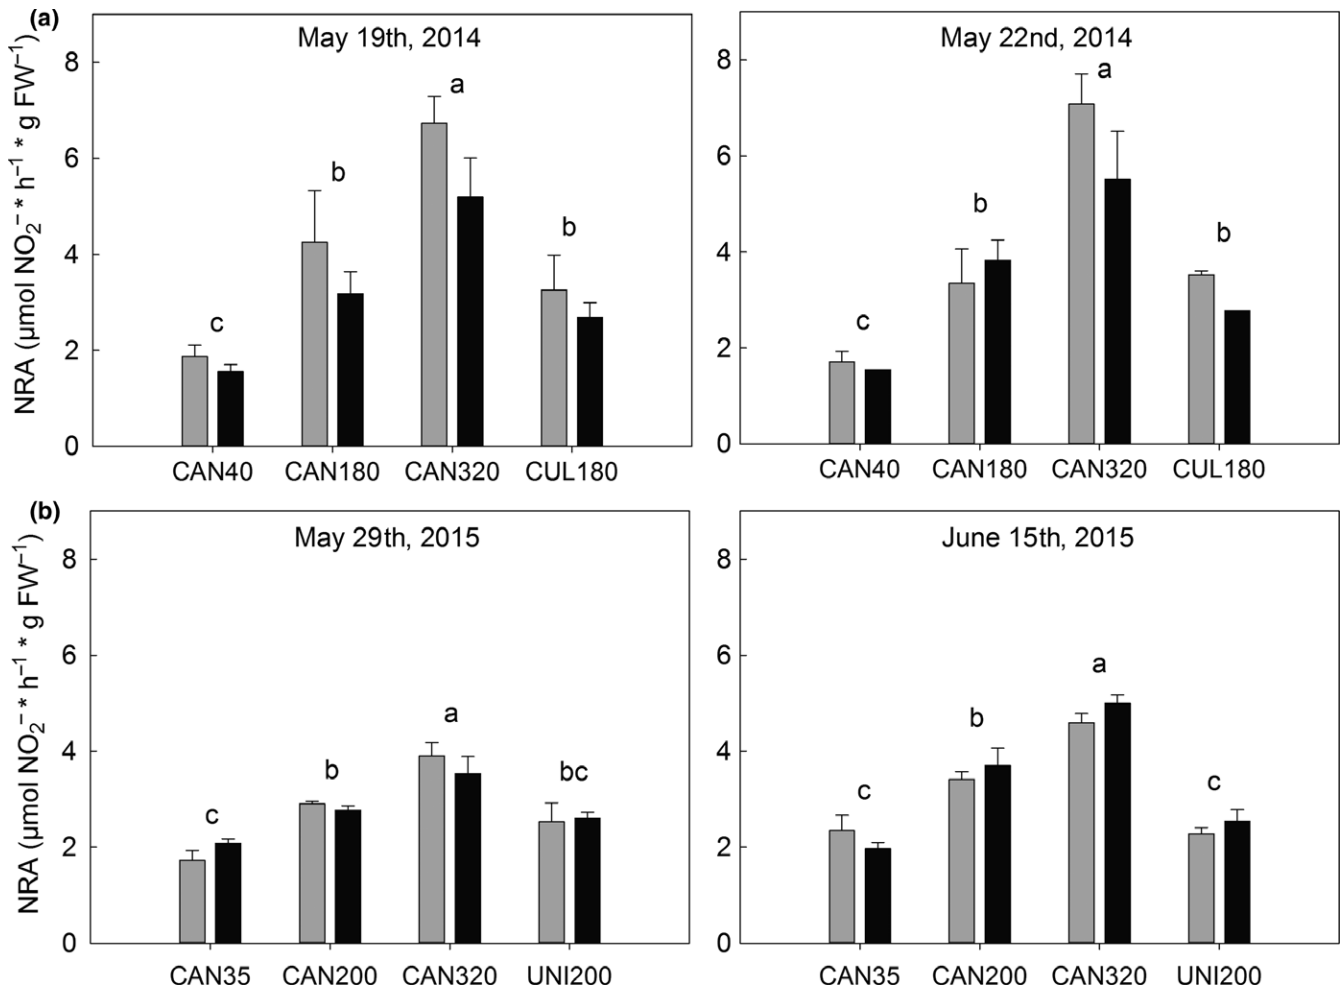 (a)
May 19th, 2014
NRA (µmol NO₂⁻ * h⁻¹ * g FW⁻¹)
8
6
4
2
0
c
b
a
b
CAN40 CAN180 CAN320 CUL180
May 22nd, 2014
8
6
4
2
0
c
b
a
b
CAN40 CAN180 CAN320 CUL180
(b)
May 29th, 2015
NRA (µmol NO₂⁻ * h⁻¹ * g FW⁻¹)
8
6
4
2
0
c
b
a
bc
CAN35 CAN200 CAN320 UNI200
June 15th, 2015
8
6
4
2
0
c
b
a
c
CAN35 CAN200 CAN320 UNI200